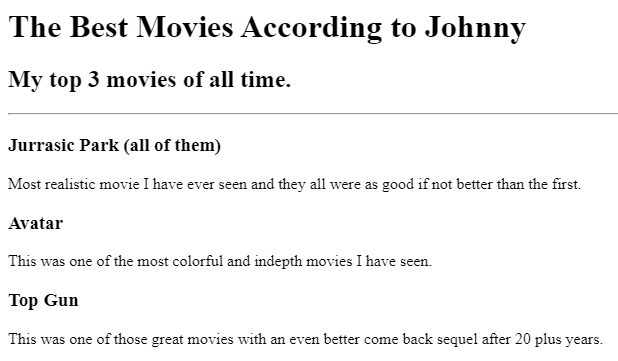 The Best Movies According to Johnny
My top 3 movies of all time.
Jurrasic Park (all of them)
Most realistic movie I have ever seen and they all were as good if not better than the first.
Avatar
This was one of the most colorful and indepth movies I have seen.
Top Gun
This was one of those great movies with an even better come back sequel after 20 plus years.